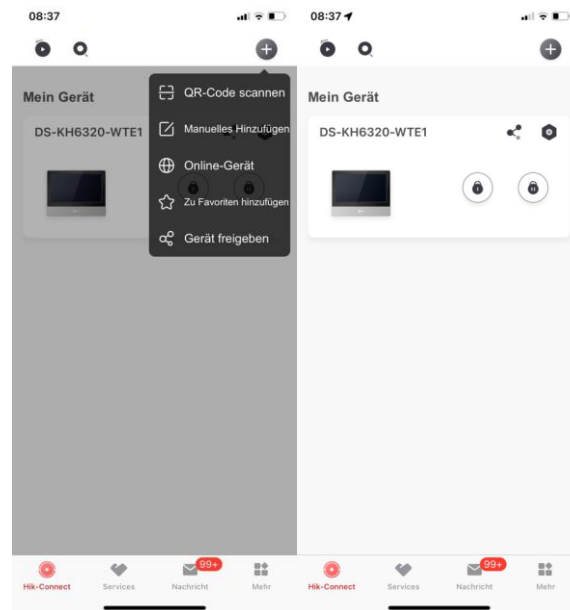 08:37
Mein Gerät
DS-KH6320-WTE1
QR-Code scannen
Manuelles Hinzufügen
Online-Gerät
Zu Favoriten hinzufügen
Gerät freigeben
Hik-Connect
Services
99+
Nachricht
Mehr
08:37
Mein Gerät
DS-KH6320-WTE1
Hik-Connect
Services
99+
Nachricht
Mehr